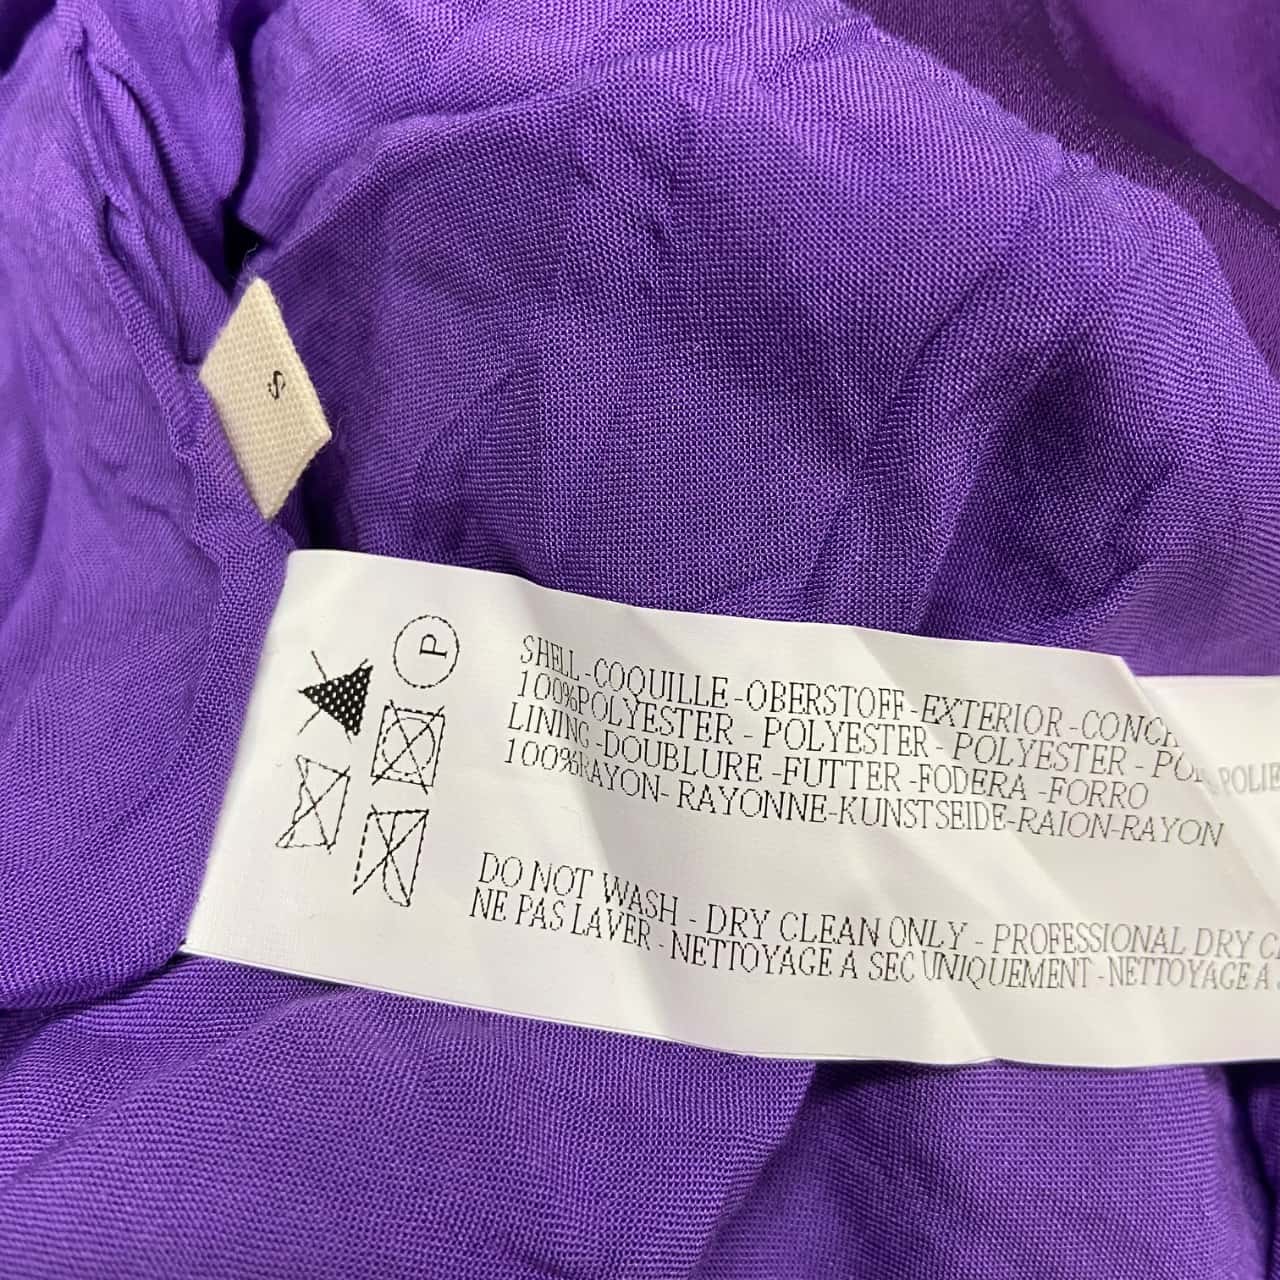 S
P
SHELL-COQUILLE-OBERSTOFF-EXTERIOR-CONC
100%POLYESTER - POLYESTER - POLYESTER - PO POLIE
LINING-DOUBLURE-FUTTER-FODERA-FORRO
100%RAYON-RAYONNE-KUNSTSEIDE-RAION-RAYON
DO NOT WASH - DRY CLEAN ONLY - PROFESSIONAL DRY C
NE PAS LAVER - NETTOYAGE A SEC UNIQUEMENT - NETTOYAGE A